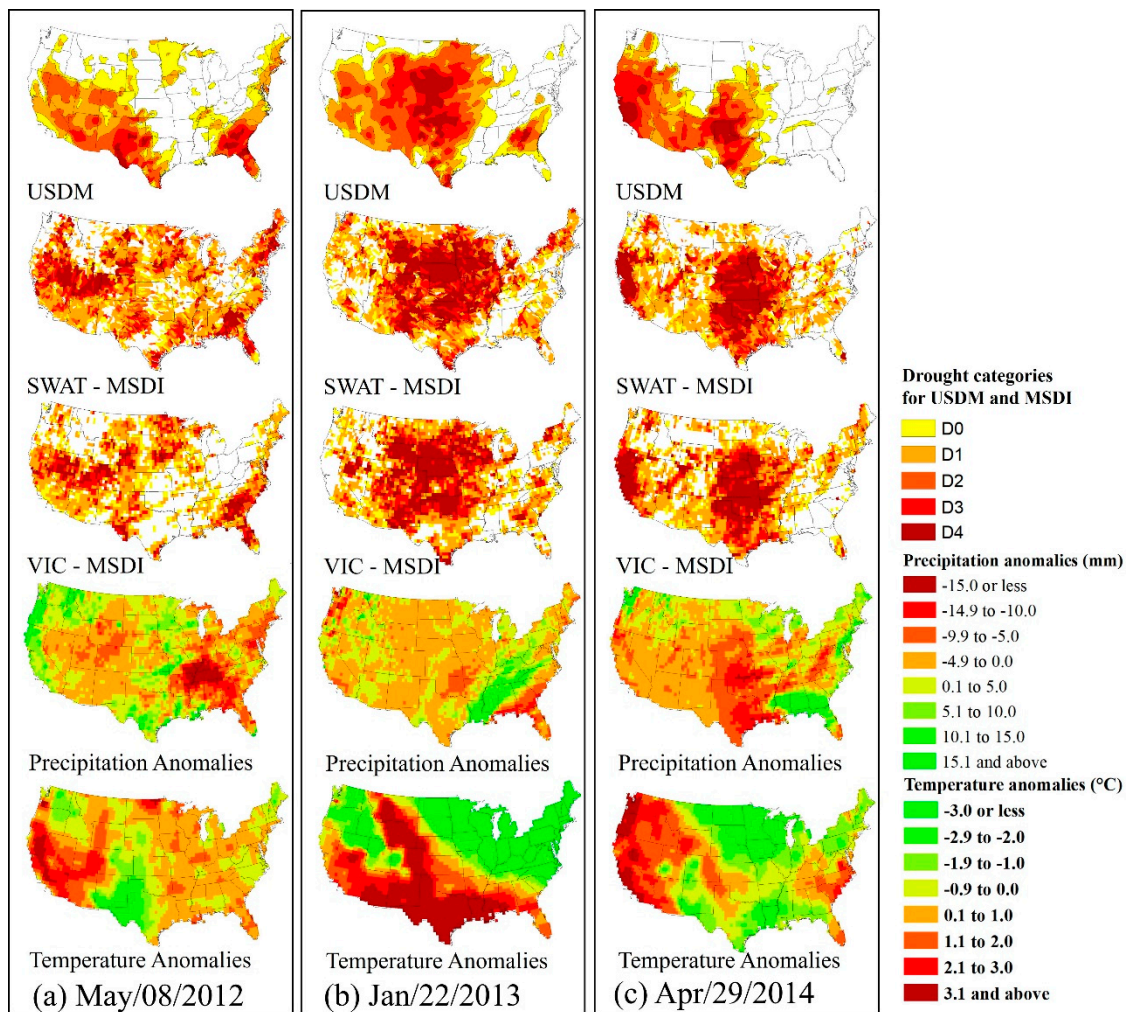 USDM
USDM
USDM
SWAT - MSDI
SWAT - MSDI
SWAT - MSDI
VIC - MSDI
VIC - MSDI
VIC - MSDI
Precipitation Anomalies
Precipitation Anomalies
Precipitation Anomalies
Temperature Anomalies
Temperature Anomalies
Temperature Anomalies
(a) May/08/2012
(b) Jan/22/2013
(c) Apr/29/2014
Drought categories
for USDM and MSDI
D0
D1
D2
D3
D4
Precipitation anomalies (mm)
-15.0 or less
-14.9 to -10.0
-9.9 to -5.0
-4.9 to 0.0
0.1 to 5.0
5.1 to 10.0
10.1 to 15.0
15.1 and above
Temperature anomalies (°C)
-3.0 or less
-2.9 to -2.0
-1.9 to -1.0
-0.9 to 0.0
0.1 to 1.0
1.1 to 2.0
2.1 to 3.0
3.1 and above